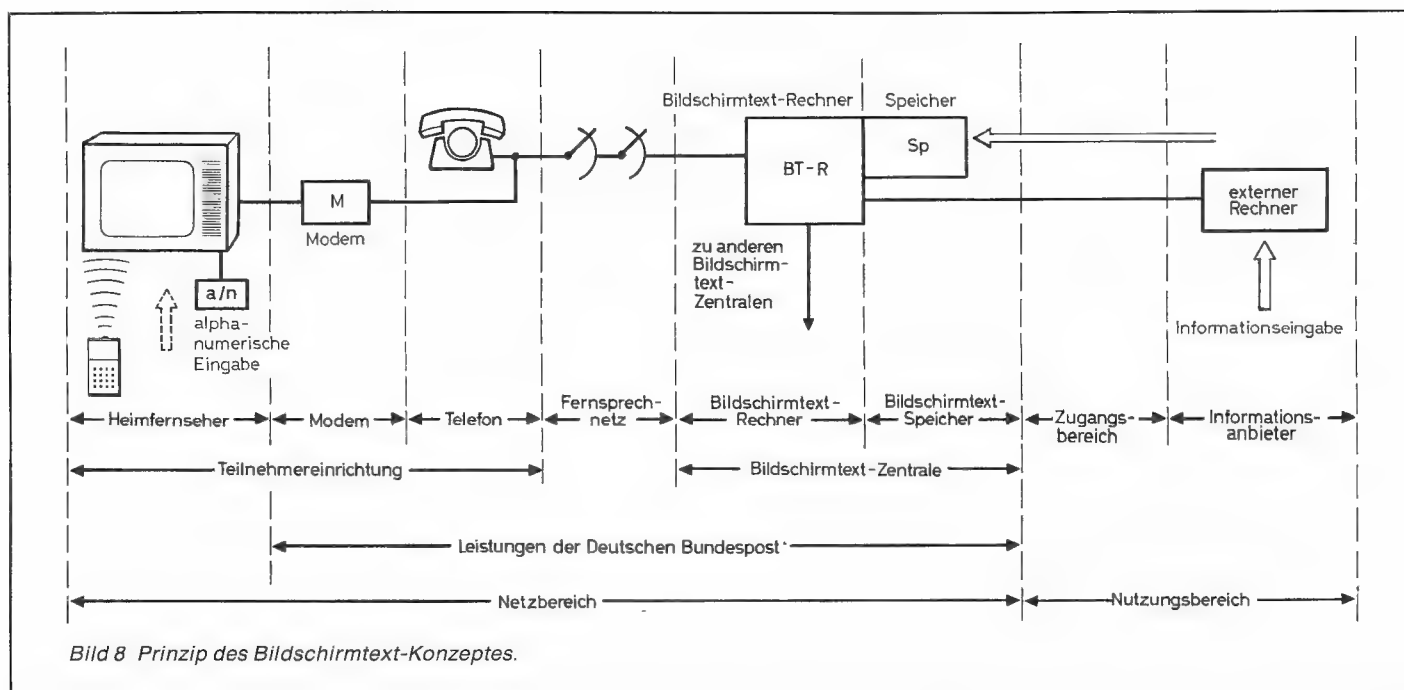 Bildschirmtext-Rechner
Speicher
BT-R
Sp
M
Modem
externer
Rechner
zu anderen
Bildschirm-
text-
Zentralen
a/n
alpha-
numerische
Eingabe
Informationseingabe
Heimfernseher
Modem
Telefon
Fernsprech-
netz
Bildschirmtext-
Rechner
Bildschirmtext-
Speicher
Zugangs-
bereich
Informations-
anbieter
Teilnehmereinrichtung
Bildschirmtext-Zentrale
Leistungen der Deutschen Bundespost
Netzbereich
Nutzungsbereich
Bild 8 Prinzip des Bildschirmtext-Konzeptes.